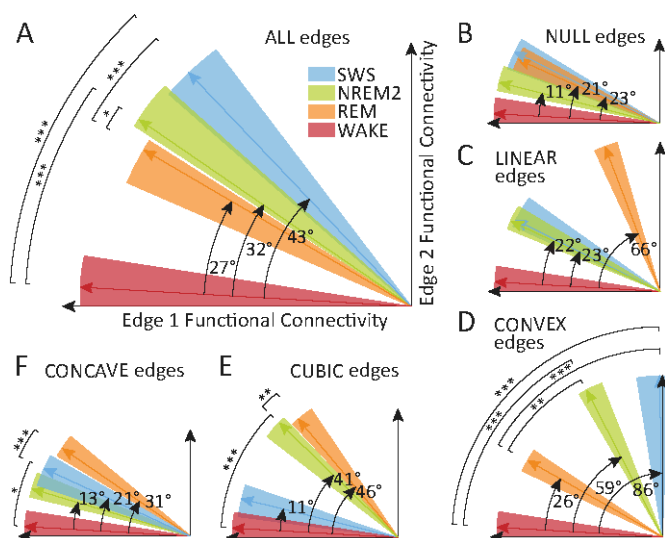 A
ALL edges
SWS
NREM2
REM
WAKE
***
***
***
*
27°
32°
43°
Edge 1 Functional Connectivity
Edge 2 Functional Connectivity
B
NULL edges
11°
21°
23°
C
LINEAR
edges
22°
23°
66°
D
CONVEX
edges
***
***
***
**
26°
59°
86°
F
CONCAVE edges
***
*
13°
21°
31°
E
CUBIC edges
**
***
11°
41°
46°